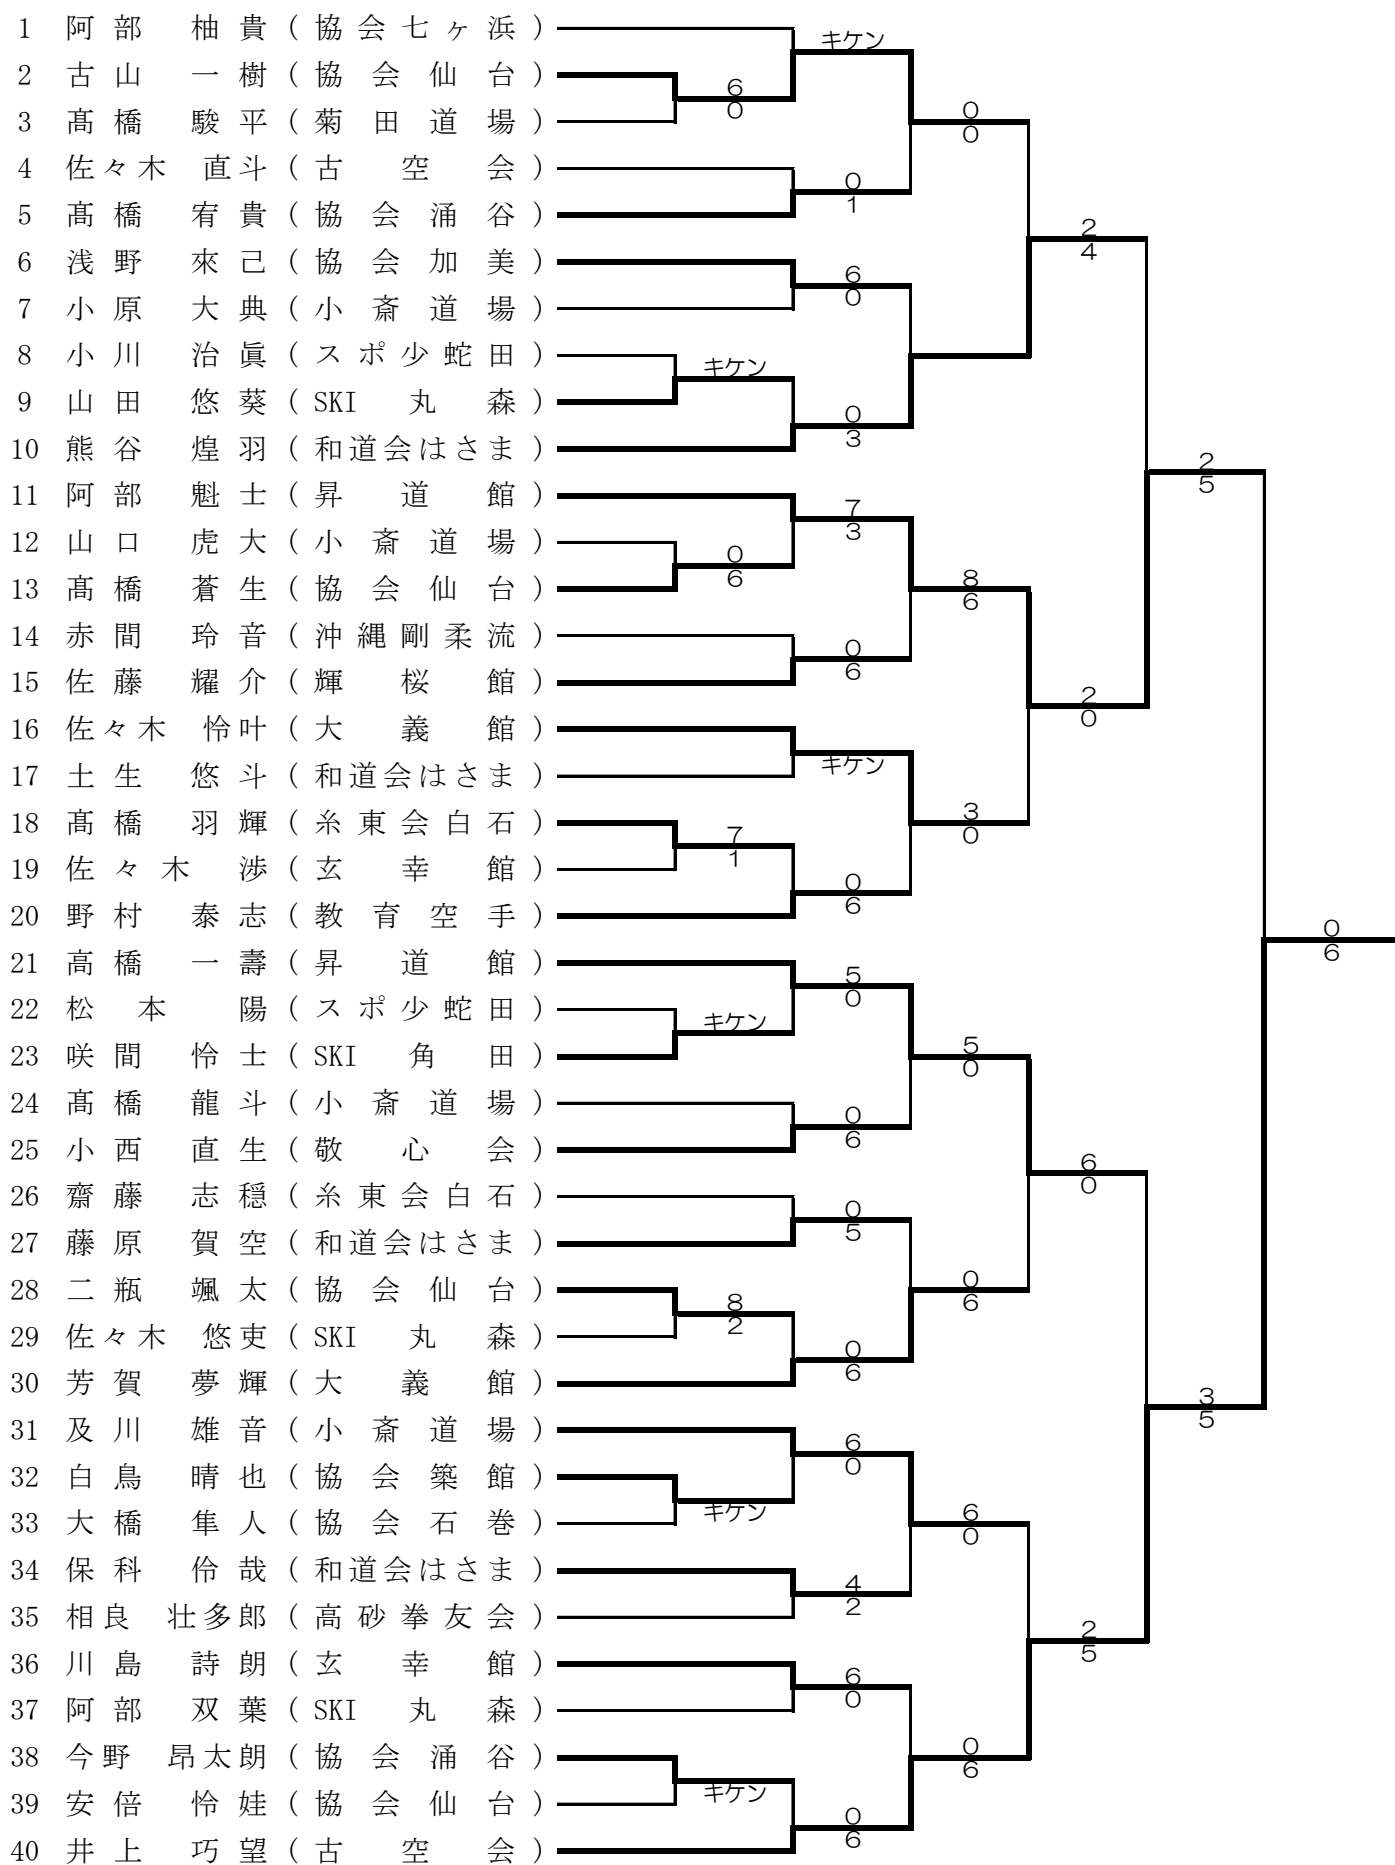 1 阿部 柚貴 (協会七ヶ浜)
キケン
2 古山 一樹 (協会仙台)
6
0
3 髙橋 駿平 (菊田道場)
0
0
4 佐々木 直斗 (古空会)
0
1
5 髙橋 宥貴 (協会涌谷)
2
4
6 浅野 來己 (協会加美)
6
0
7 小原 大典 (小斎道場)
8 小川 治眞 (スポ少蛇田)
キケン
9 山田 悠葵 (SKI 丸森)
0
3
10 熊谷 煌羽 (和道会はさま)
2
5
11 阿部 魁士 (昇道館)
7
3
12 山口 虎大 (小斎道場)
0
6
13 髙橋 蒼生 (協会仙台)
8
6
14 赤間 玲音 (沖縄剛柔流)
0
6
15 佐藤 耀介 (輝桜館)
2
0
16 佐々木 怜叶 (大義館)
キケン
17 土生 悠斗 (和道会はさま)
18 髙橋 羽輝 (糸東会白石)
3
0
7
1
19 佐々木 渉 (玄幸館)
0
6
20 野村 泰志 (教育空手)
0
6
21 高橋 一壽 (昇道館)
5
0
22 松本 陽 (スポ少蛇田)
キケン
23 咲間 怜士 (SKI 角田)
5
0
24 髙橋 龍斗 (小斎道場)
0
6
25 小西 直生 (敬心会)
6
0
26 齋藤 志穏 (糸東会白石)
0
5
27 藤原 賀空 (和道会はさま)
28 二瓶 颯太 (協会仙台)
0
6
8
2
29 佐々木 悠吏 (SKI 丸森)
0
6
30 芳賀 夢輝 (大義館)
3
5
31 及川 雄音 (小斎道場)
6
0
32 白鳥 晴也 (協会築館)
キケン
33 大橋 隼人 (協会石巻)
6
0
34 保科 伶哉 (和道会はさま)
4
2
35 相良 壮多郎 (高砂拳友会)
2
5
36 川島 詩朗 (玄幸館)
6
0
37 阿部 双葉 (SKI 丸森)
38 今野 昂太朗 (協会涌谷)
0
6
キケン
39 安倍 怜娃 (協会仙台)
0
6
40 井上 巧望 (古空会)